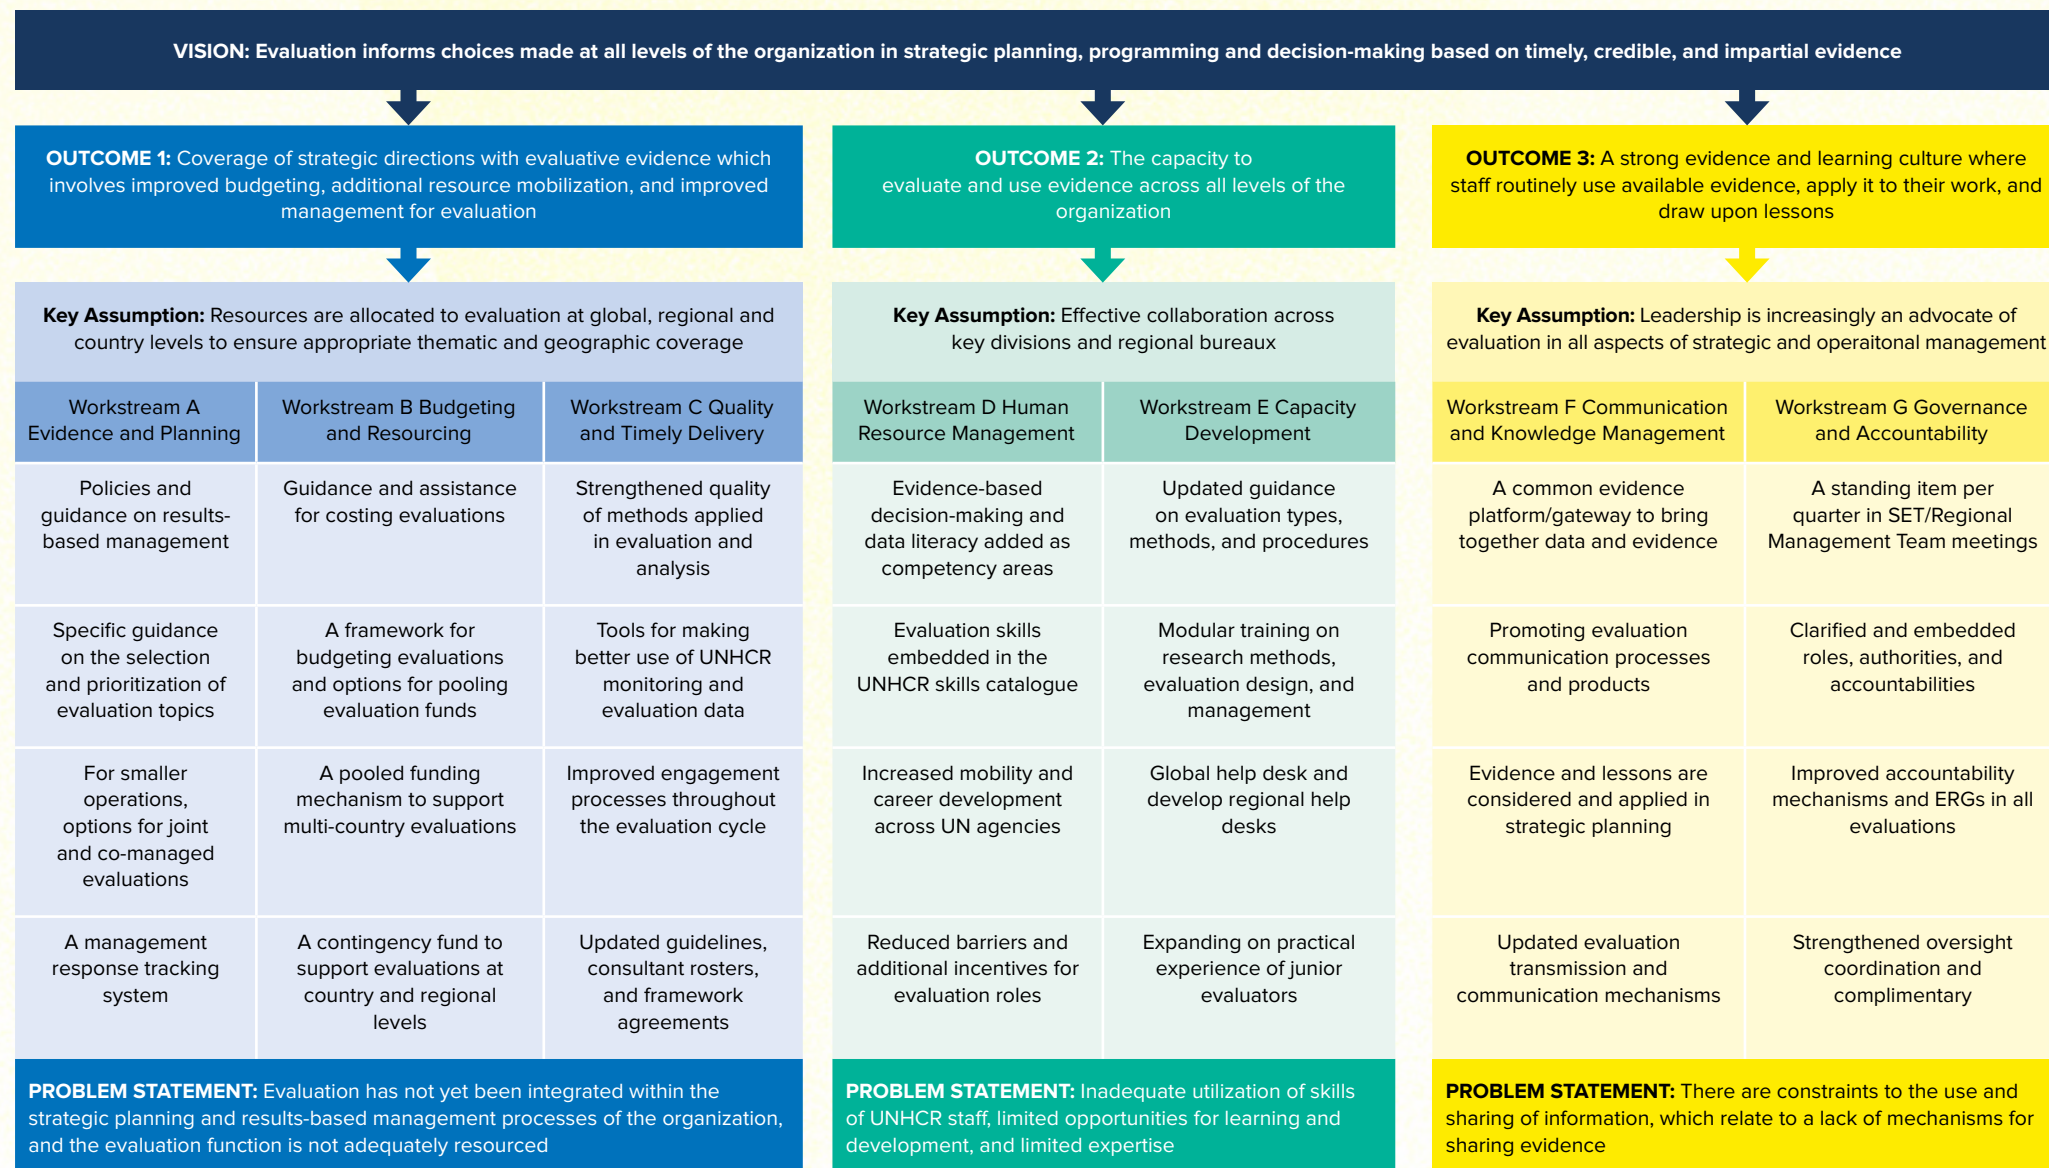 VISION: Evaluation informs choices made at all levels of the organization in strategic planning, programming and decision-making based on timely, credible, and impartial evidence
OUTCOME 1: Coverage of strategic directions with evaluative evidence which
involves improved budgeting, additional resource mobilization, and improved
management for evaluation
Key Assumption: Resources are allocated to evaluation at global, regional and
country levels to ensure appropriate thematic and geographic coverage
Workstream A
Evidence and Planning
Policies and
guidance on results-
based management
Specific guidance
on the selection
and prioritization of
evaluation topics
For smaller
operations,
options for joint
and co-managed
evaluations
A management
response tracking
system
Workstream B Budgeting
and Resourcing
Guidance and assistance
for costing evaluations
A framework for
budgeting evaluations
and options for pooling
evaluation funds
A pooled funding
mechanism to support
multi-country evaluations
A contingency fund to
support evaluations at
country and regional
levels
Workstream C Quality
and Timely Delivery
Strengthened quality
of methods applied
in evaluation and
analysis
Tools for making
better use of UNHCR
monitoring and
evaluation data
Improved engagement
processes throughout
the evaluation cycle
Updated guidelines,
consultant rosters,
and framework
agreements
PROBLEM STATEMENT: Evaluation has not yet been integrated within the
strategic planning and results-based management processes of the organization,
and the evaluation function is not adequately resourced
OUTCOME 2: The capacity to
evaluate and use evidence across all levels of the
organization
Key Assumption: Effective collaboration across
key divisions and regional bureaux
Workstream D Human
Resource Management
Evidence-based
decision-making and
data literacy added as
competency areas
Evaluation skills
embedded in the
UNHCR skills catalogue
Increased mobility and
career development
across UN agencies
Reduced barriers and
additional incentives for
evaluation roles
Workstream E Capacity
Development
Updated guidance
on evaluation types,
methods, and procedures
Modular training on
research methods,
evaluation design, and
management
Global help desk and
develop regional help
desks
Expanding on practical
experience of junior
evaluators
PROBLEM STATEMENT: Inadequate utilization of skills
of UNHCR staff, limited opportunities for learning and
development, and limited expertise
OUTCOME 3: A strong evidence and learning culture where
staff routinely use available evidence, apply it to their work, and
draw upon lessons
Key Assumption: Leadership is increasingly an advocate of
evaluation in all aspects of strategic and operaitonal management
Workstream F Communication
and Knowledge Management
A common evidence
platform/gateway to bring
together data and evidence
Promoting evaluation
communication processes
and products
Evidence and lessons are
considered and applied in
strategic planning
Updated evaluation
transmission and
communication mechanisms
Workstream G Governance
and Accountability
A standing item per
quarter in SET/Regional
Management Team meetings
Clarified and embedded
roles, authorities, and
accountabilities
Improved accountability
mechanisms and ERGs in all
evaluations
Strengthened oversight
coordination and
complimentary
PROBLEM STATEMENT: There are constraints to the use and
sharing of information, which relate to a lack of mechanisms for
sharing evidence